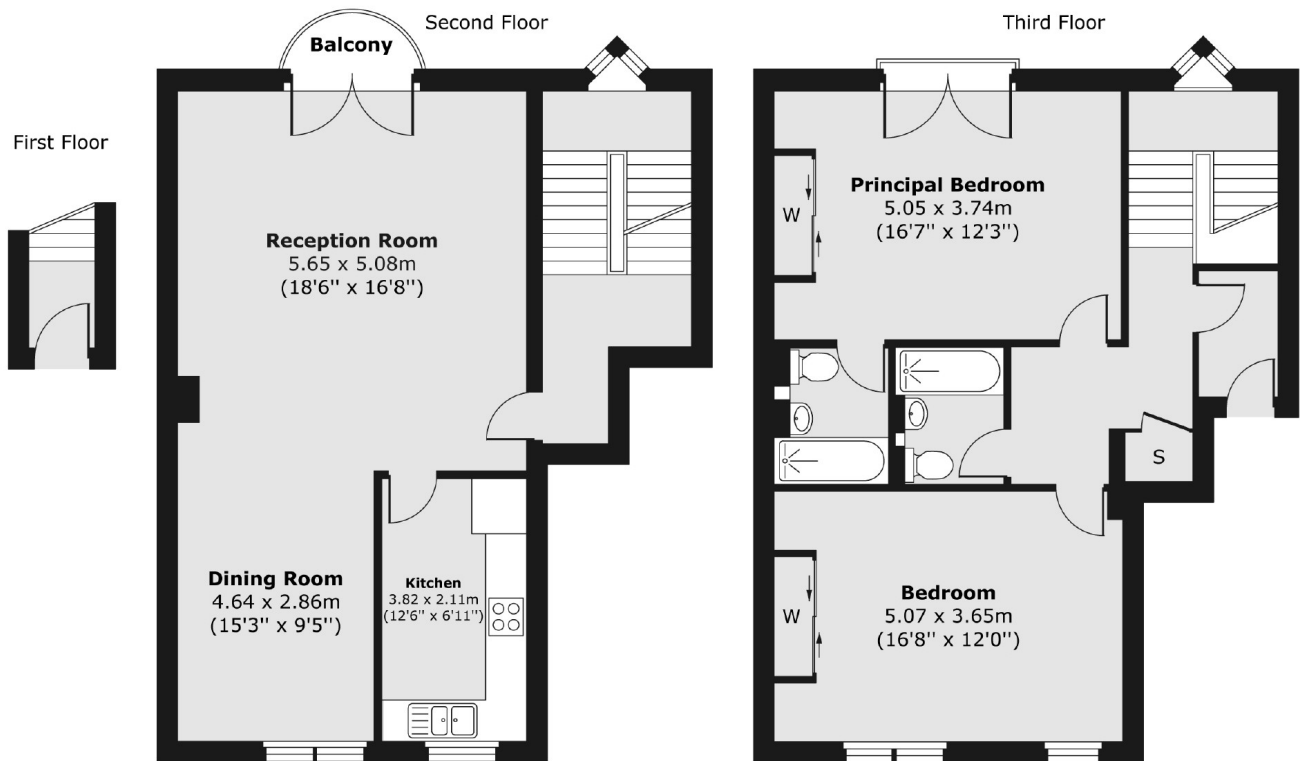 First Floor
Second Floor
Balcony
Reception Room
5.65 x 5.08m
(18'6'' x 16'8'')
Dining Room
4.64 x 2.86m
(15'3'' x 9'5'')
Kitchen
3.82 x 2.11m
(12'6'' x 6'11'')
Third Floor
Principal Bedroom
5.05 x 3.74m
(16'7'' x 12'3'')
W
S
Bedroom
5.07 x 3.65m
(16'8'' x 12'0'')
W